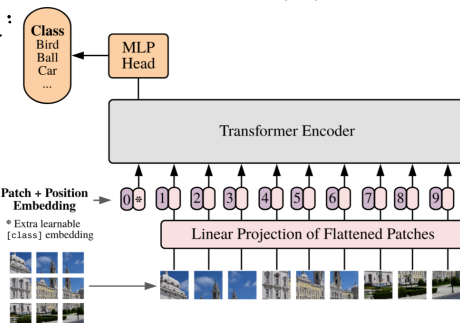 Class
Bird
Ball
Car
...
MLP
Head
Transformer Encoder
Patch + Position
Embedding
0 * 1 2 3 4 5 6 7 8 9
* Extra learnable
[class] embedding
Linear Projection of Flattened Patches